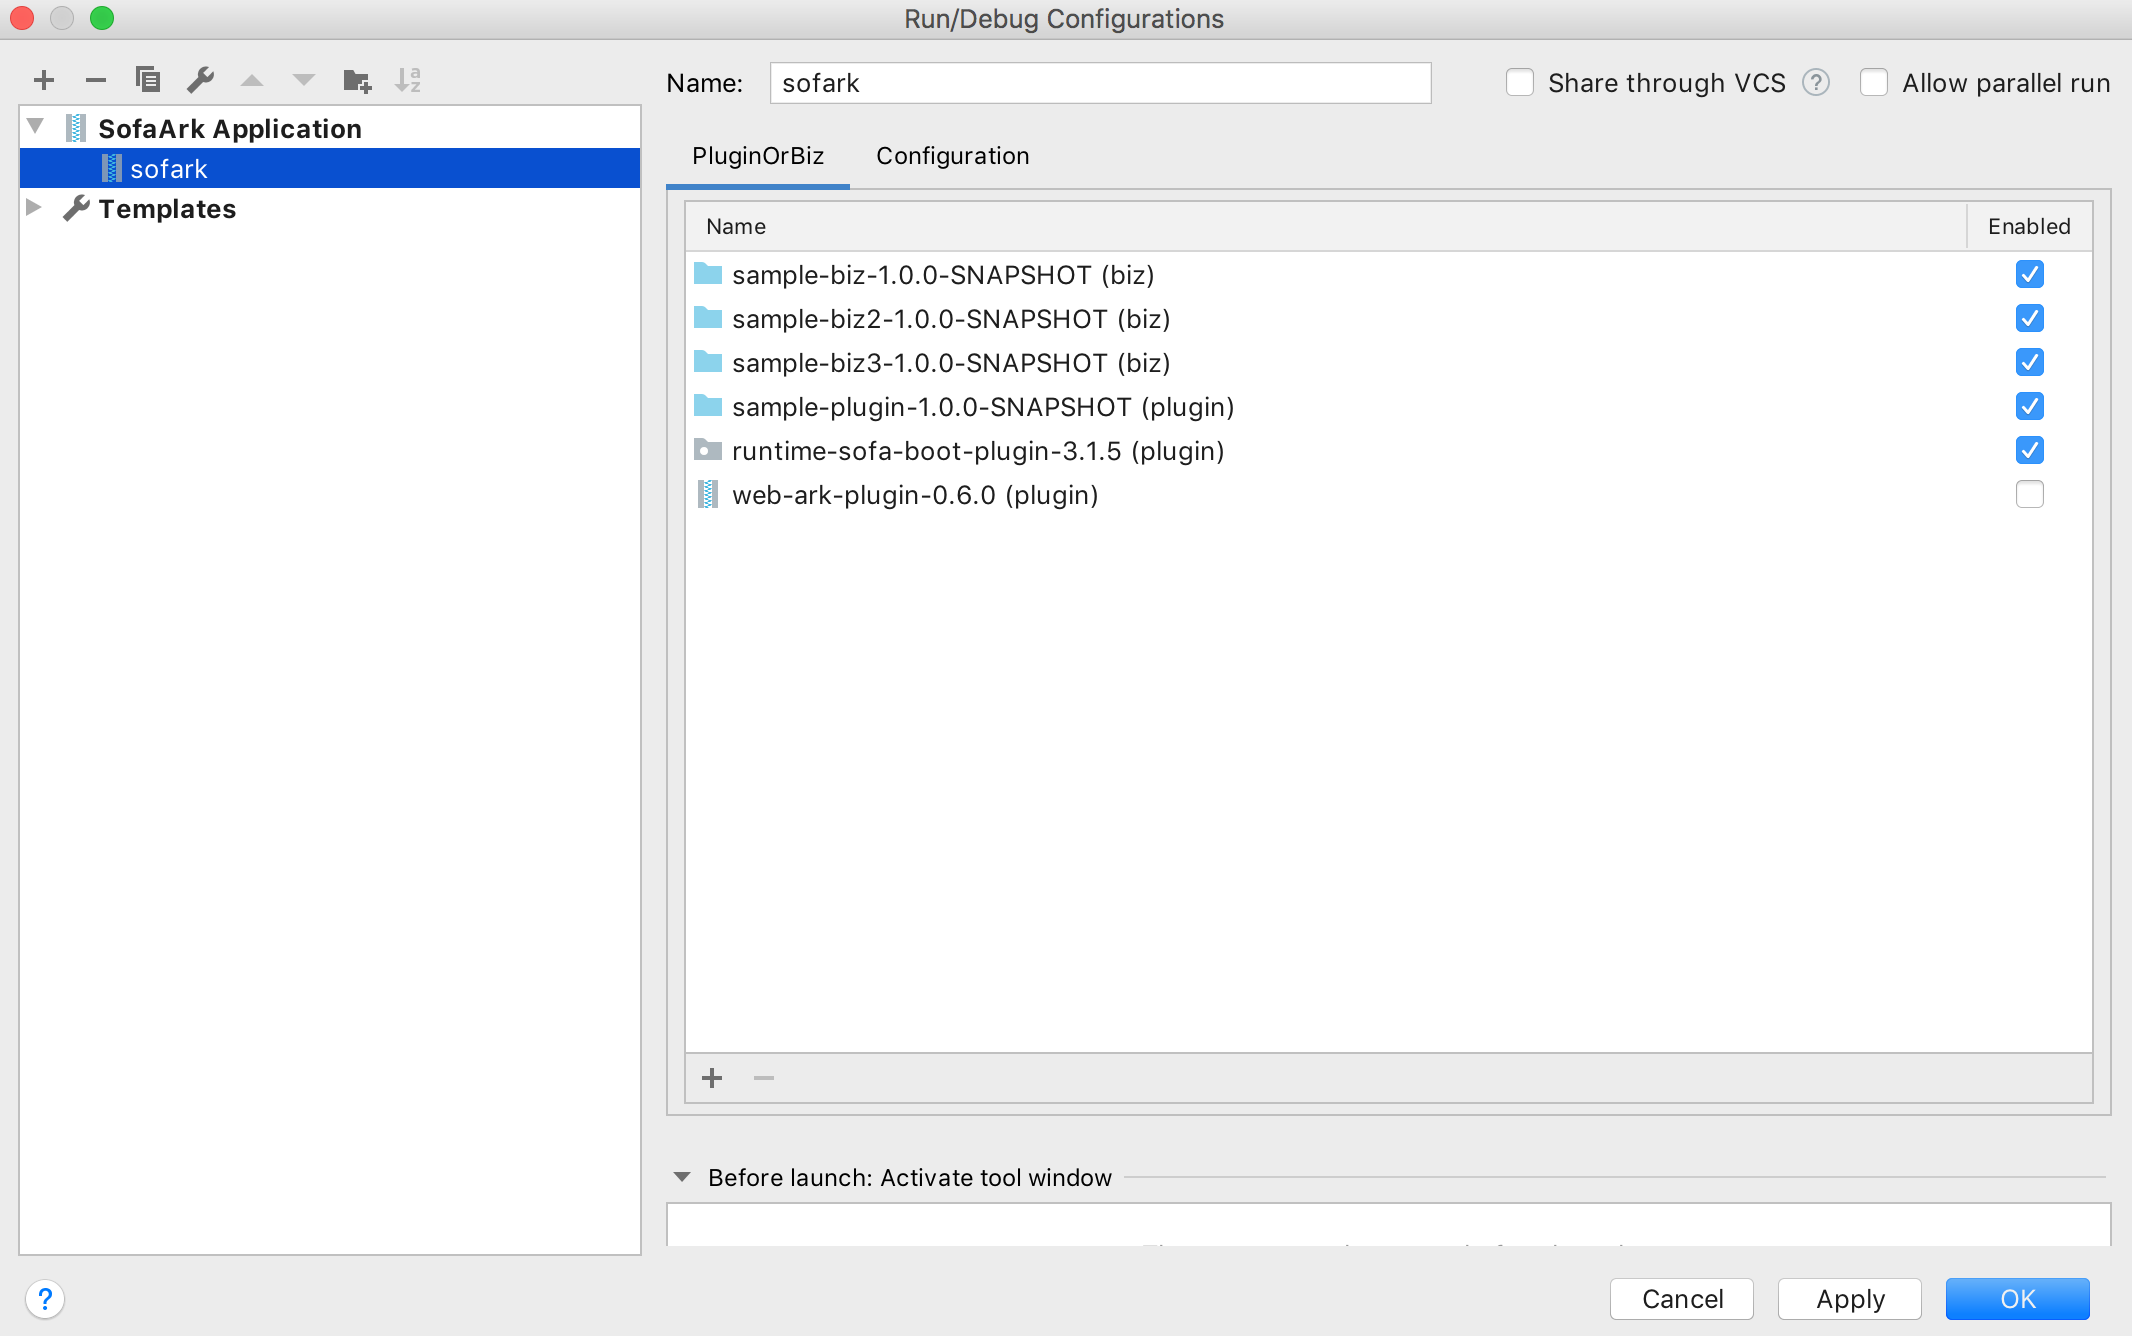 Run/Debug Configurations
Name: sofark
Share through VCS ? Allow parallel run
SofaArk Application
sofark
Templates
PluginOrBiz Configuration
Name Enabled
sample-biz-1.0.0-SNAPSHOT (biz)
sample-biz2-1.0.0-SNAPSHOT (biz)
sample-biz3-1.0.0-SNAPSHOT (biz)
sample-plugin-1.0.0-SNAPSHOT (plugin)
runtime-sofa-boot-plugin-3.1.5 (plugin)
web-ark-plugin-0.6.0 (plugin)
Before launch: Activate tool window
? Cancel Apply OK